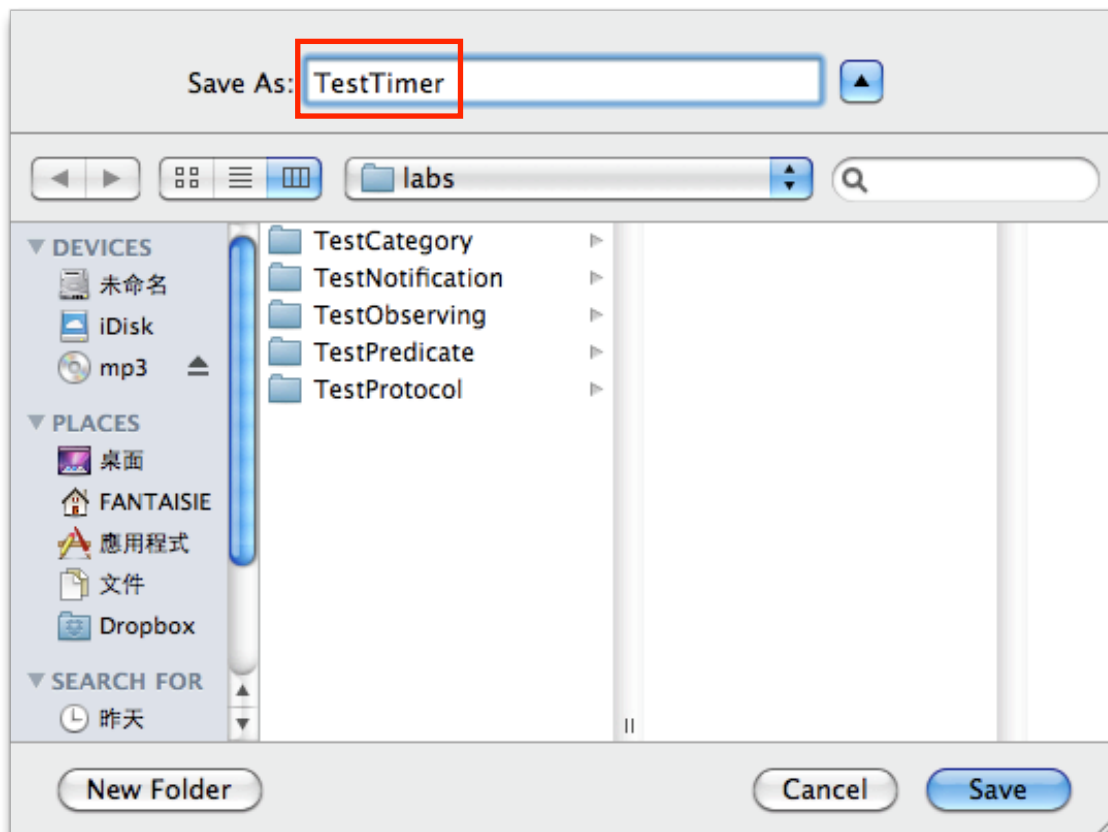 Save As: TestTimer
labs
DEVICES
未命名
iDisk
mp3
PLACES
桌面
FANTAISIE
應用程式
文件
Dropbox
SEARCH FOR
昨天
TestCategory
TestNotification
TestObserving
TestPredicate
TestProtocol
New Folder
Cancel
Save